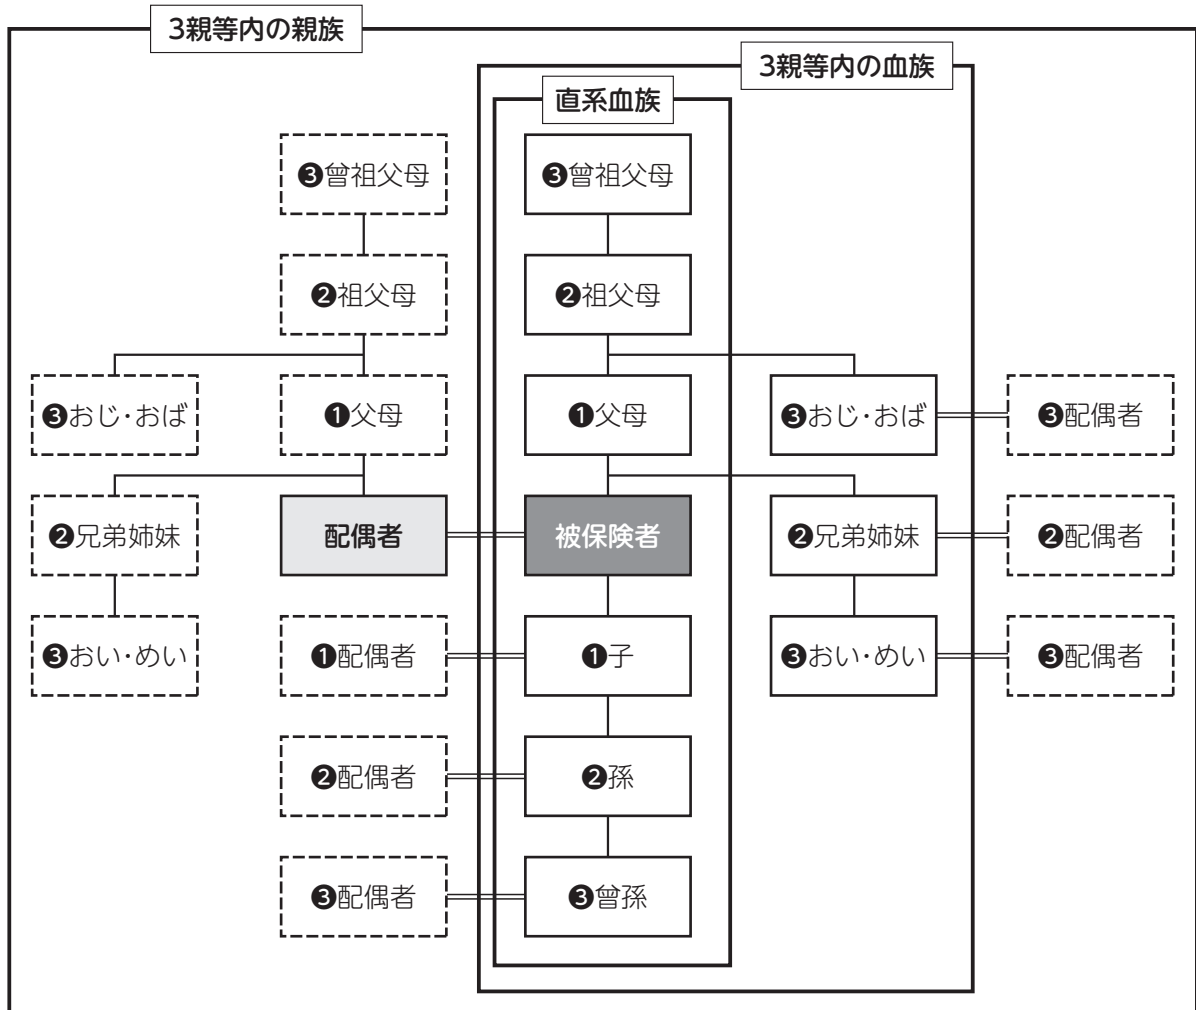 3親等内の親族
3親等内の血族
直系血族
❸曾祖父母
❸曾祖父母
❷祖父母
❷祖父母
❸おじ・おば
❶父母
❶父母
❸おじ・おば
❸配偶者
❷兄弟姉妹
配偶者
被保険者
❷兄弟姉妹
❷配偶者
❸おい・めい
❶配偶者
❶子
❸おい・めい
❸配偶者
❷配偶者
❷孫
❸配偶者
❸曾孫